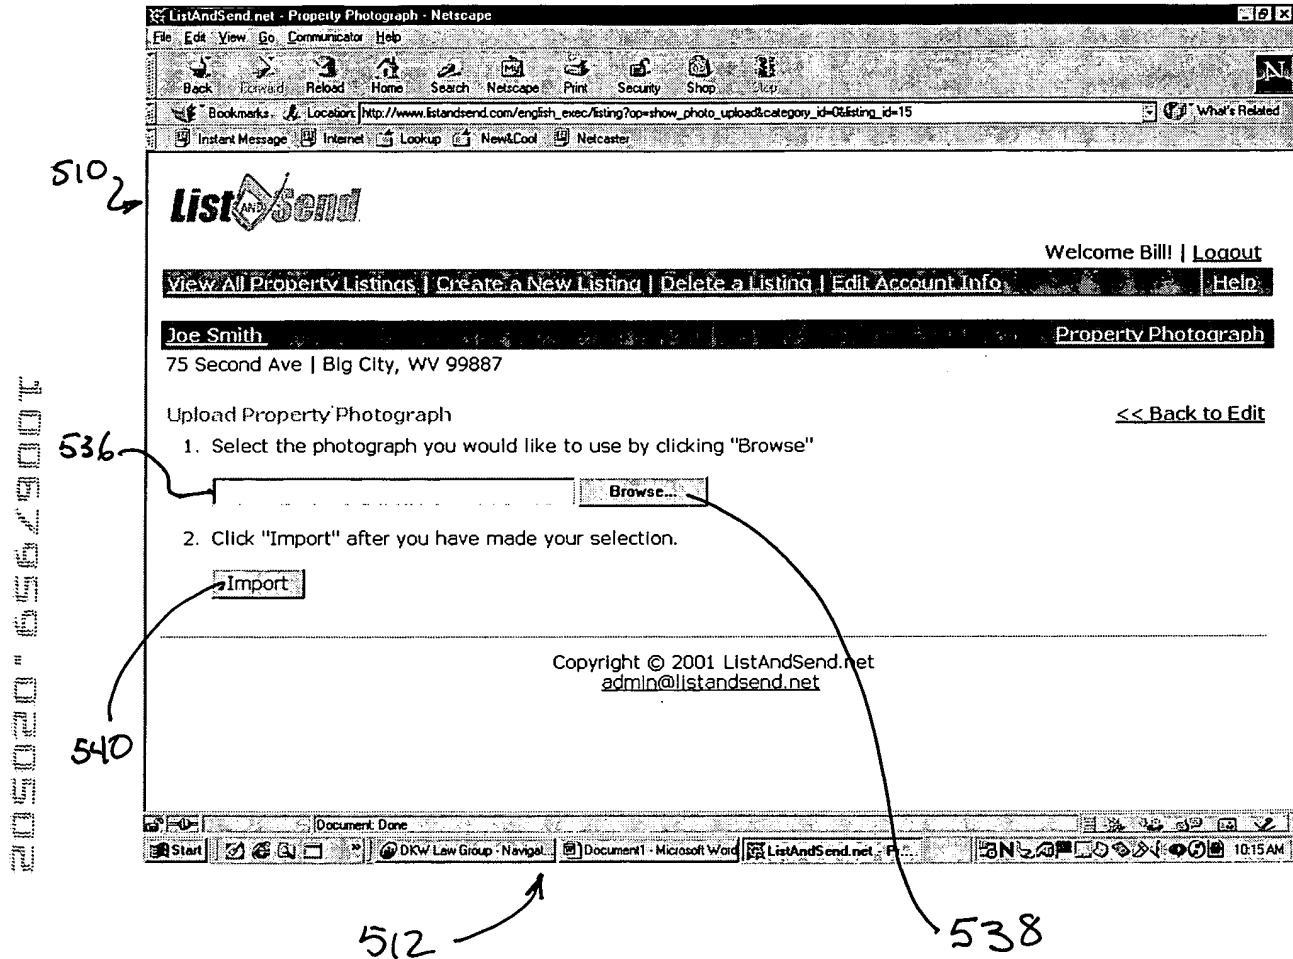 ListAndSend.net - Property Photograph - Netscape
File Edit View Go Communicator Help
Back Forward Reload Home Search Netscape Print Security Shop Stop
Bookmarks Location: http://www.listandsend.com/english_exec/listing?op=show_photo_upload&category_id=0&listing_id=15 What's Related
Instant Message Internet Lookup New&Cool Netcaster
510
List AND Send
Welcome Bill! | Logout
View All Property Listings | Create a New Listing | Delete a Listing | Edit Account Info Help
Joe Smith Property Photograph
75 Second Ave | Big City, WV 99887
Upload Property Photograph << Back to Edit
1. Select the photograph you would like to use by clicking "Browse"
536
Browse...
2. Click "Import" after you have made your selection.
Import
Copyright © 2001 ListAndSend.net
admin@listandsend.net
540
Document: Done
Start DKW Law Group - Navigat... Document1 - Microsoft Word ListAndSend.net - Pr... 10:15 AM
512
538